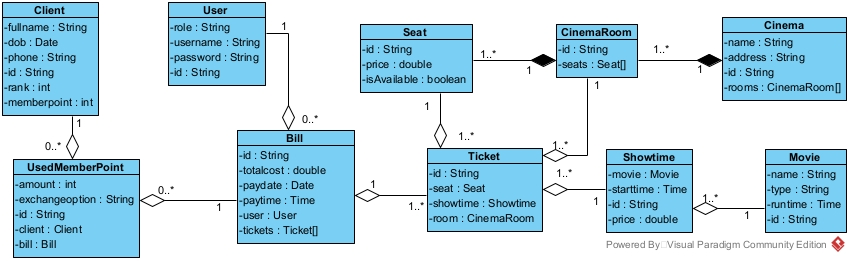 Client
-fullname : String
-dob : Date
-phone : String
-id : String
-rank : int
-memberpoint : int
User
-role : String
-username : String
-password : String
-id : String
Seat
-id : String
-price : double
-isAvailable : boolean
CinemaRoom
-id : String
-seats : Seat[]
Cinema
-name : String
-address : String
-id : String
-rooms : CinemaRoom[]
1
0..*
1
0..*
1..*
1
1..*
1
1
1..*
1
1..*
UsedMemberPoint
-amount : int
-exchangeoption : String
-id : String
-client : Client
-bill : Bill
0..*
1
Bill
-id : String
-totalcost : double
-paydate : Date
-paytime : Time
-user : User
-tickets : Ticket[]
1
1..*
Ticket
-id : String
-seat : Seat
-showtime : Showtime
-room : CinemaRoom
0..*
1
Showtime
-movie : Movie
-starttime : Time
-id : String
-price : double
1..*
1
Movie
-name : String
-type : String
-runtime : Time
-id : String
Powered By Visual Paradigm Community Edition